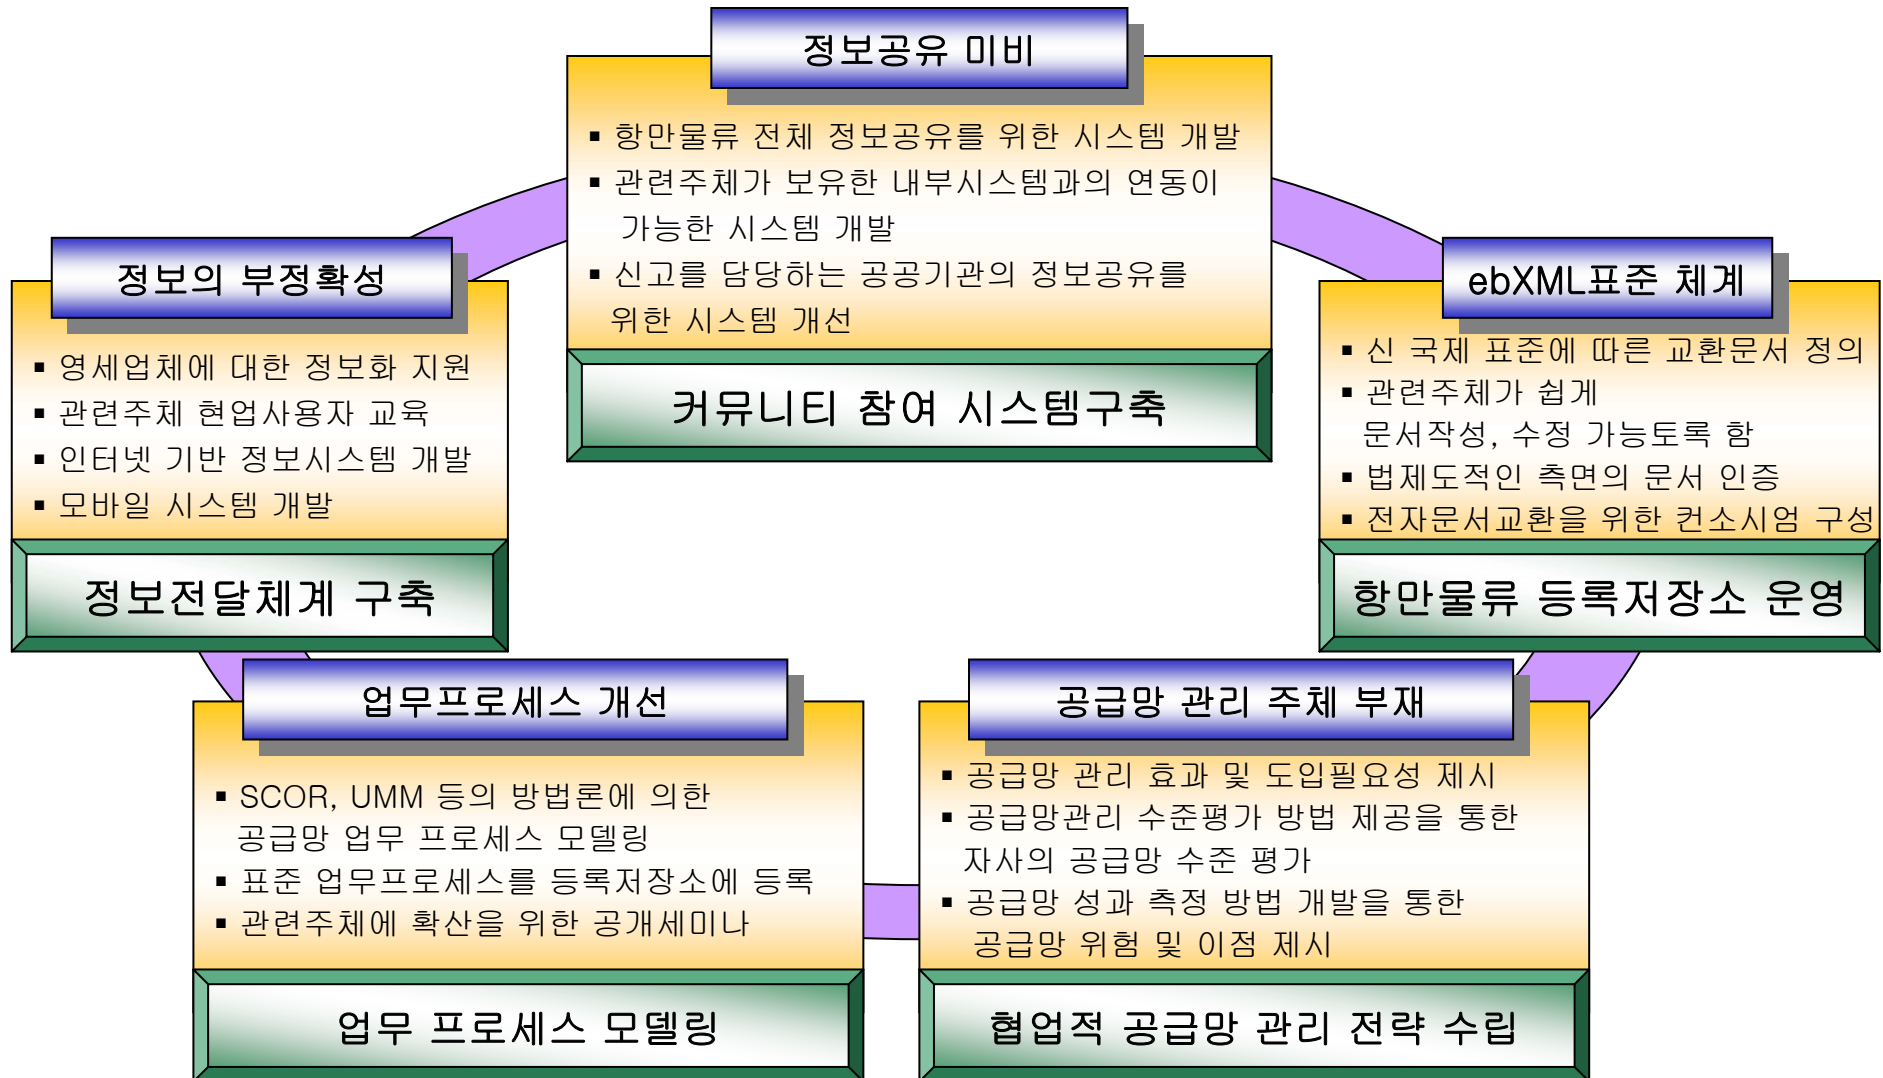 정보공유 미비
▪ 항만물류 전체 정보공유를 위한 시스템 개발
▪ 관련주체가 보유한 내부시스템과의 연동이
가능한 시스템 개발
▪ 신고를 담당하는 공공기관의 정보공유를
위한 시스템 개선
커뮤니티 참여 시스템구축
정보의 부정확성
▪ 영세업체에 대한 정보화 지원
▪ 관련주체 현업사용자 교육
▪ 인터넷 기반 정보시스템 개발
▪ 모바일 시스템 개발
정보전달체계 구축
ebXML표준 체계
▪ 신 국제 표준에 따른 교환문서 정의
▪ 관련주체가 쉽게
문서작성, 수정 가능토록 함
▪ 법제도적인 측면의 문서 인증
▪ 전자문서교환을 위한 컨소시엄 구성
항만물류 등록저장소 운영
업무프로세스 개선
▪ SCOR, UMM 등의 방법론에 의한
공급망 업무 프로세스 모델링
▪ 표준 업무프로세스를 등록저장소에 등록
▪ 관련주체에 확산을 위한 공개세미나
업무 프로세스 모델링
공급망 관리 주체 부재
▪ 공급망 관리 효과 및 도입필요성 제시
▪ 공급망관리 수준평가 방법 제공을 통한
자사의 공급망 수준 평가
▪ 공급망 성과 측정 방법 개발을 통한
공급망 위험 및 이점 제시
협업적 공급망 관리 전략 수립